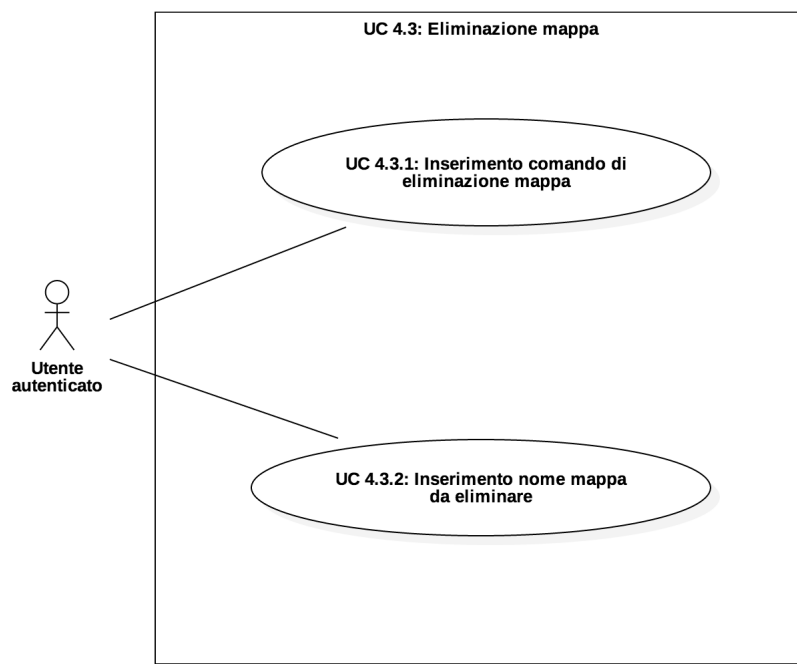 UC 4.3: Eliminazione mappa
UC 4.3.1: Inserimento comando di
eliminazione mappa
Utente
autenticato
UC 4.3.2: Inserimento nome mappa
da eliminare